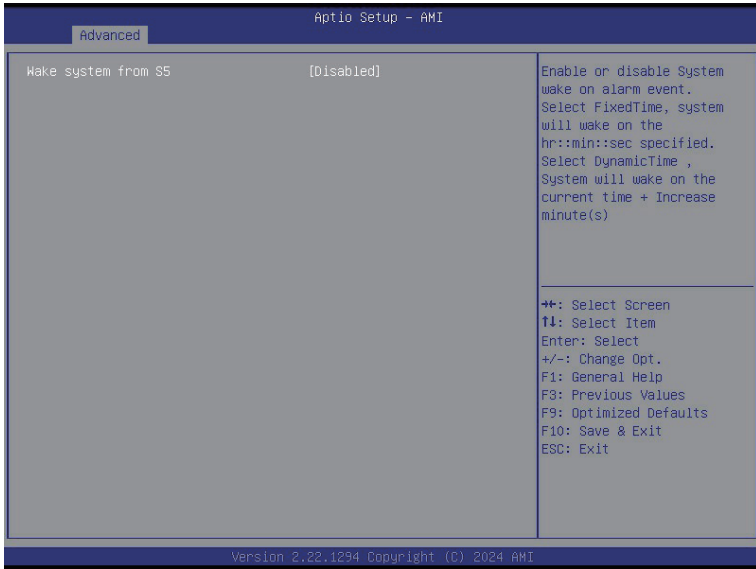 Aptio Setup - AMI
Advanced
Wake system from S5 [Disabled]
Enable or disable System
wake on alarm event.
Select FixedTime, system
will wake on the
hr::min::sec specified.
Select DynamicTime ,
System will wake on the
current time + Increase
minute(s)
→←: Select Screen
↑↓: Select Item
Enter: Select
+/-: Change Opt.
F1: General Help
F3: Previous Values
F9: Optimized Defaults
F10: Save & Exit
ESC: Exit
Version 2.22.1294 Copyright (C) 2024 AMI